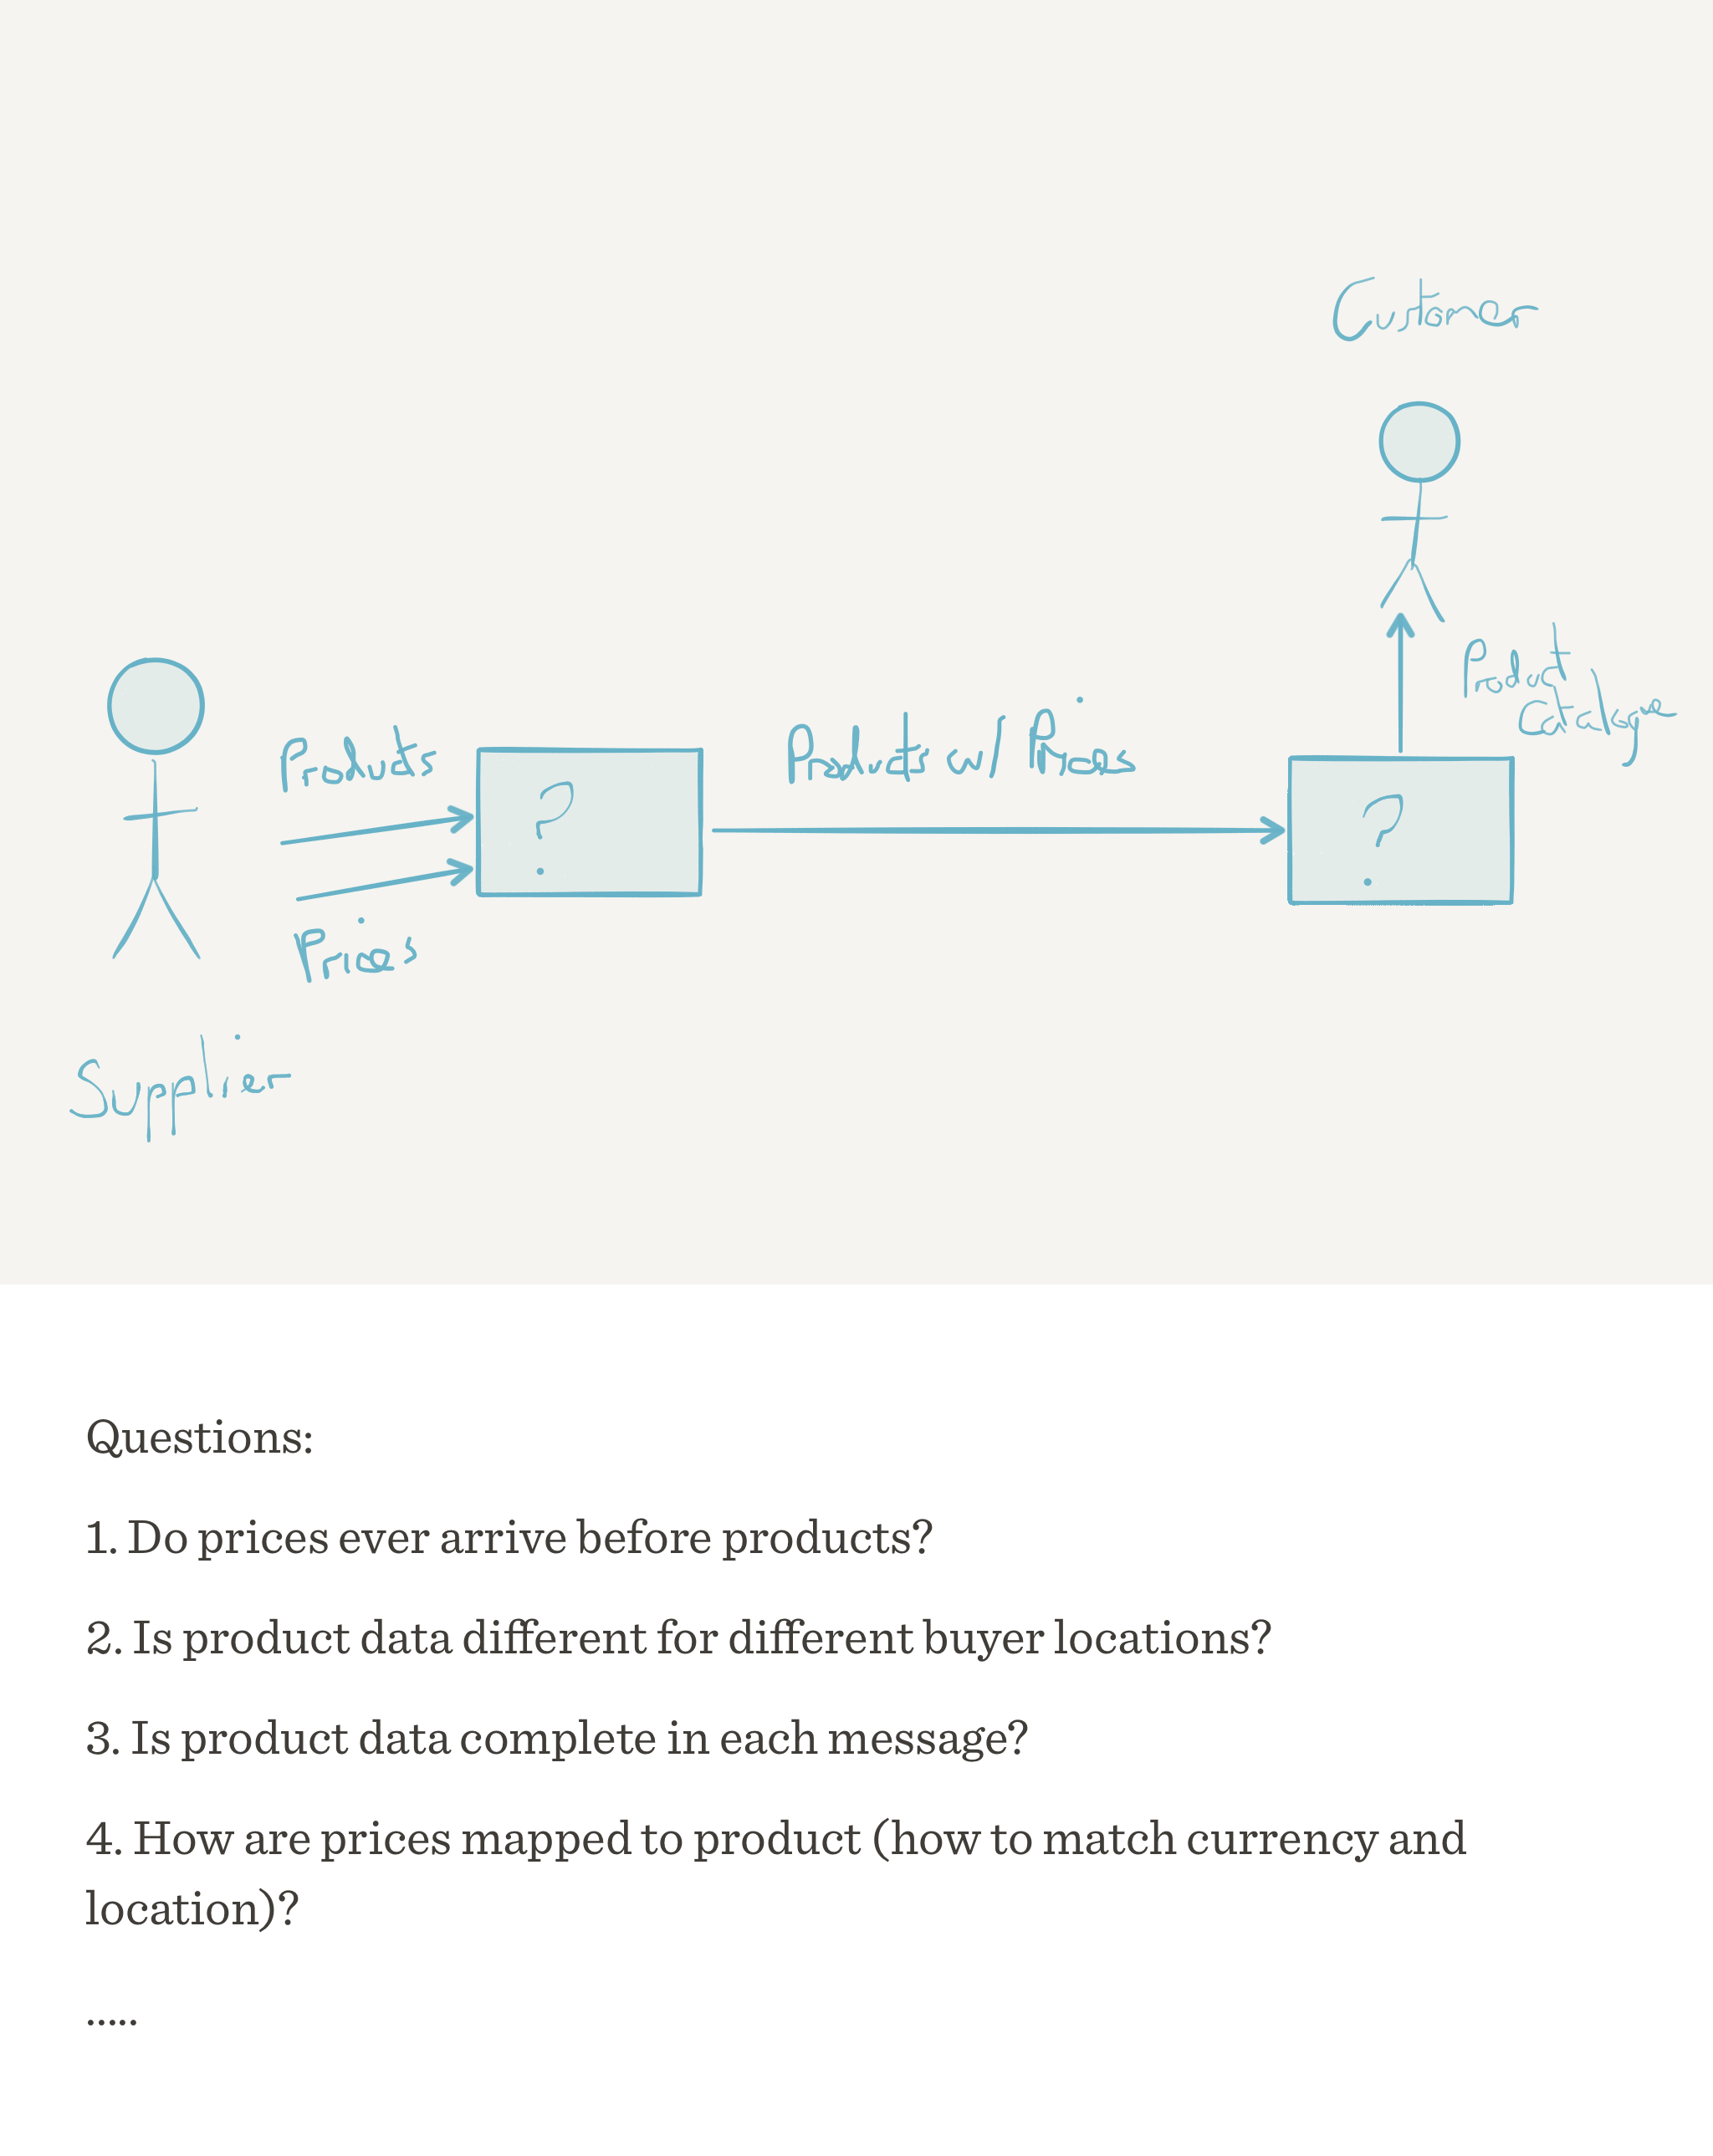 Customer
Product
Catalogue
Products
?
Products w/ Prices
?
Prices
Supplier
Questions:
1. Do prices ever arrive before products?
2. Is product data different for different buyer locations?
3. Is product data complete in each message?
4. How are prices mapped to product (how to match currency and
location)?
.....